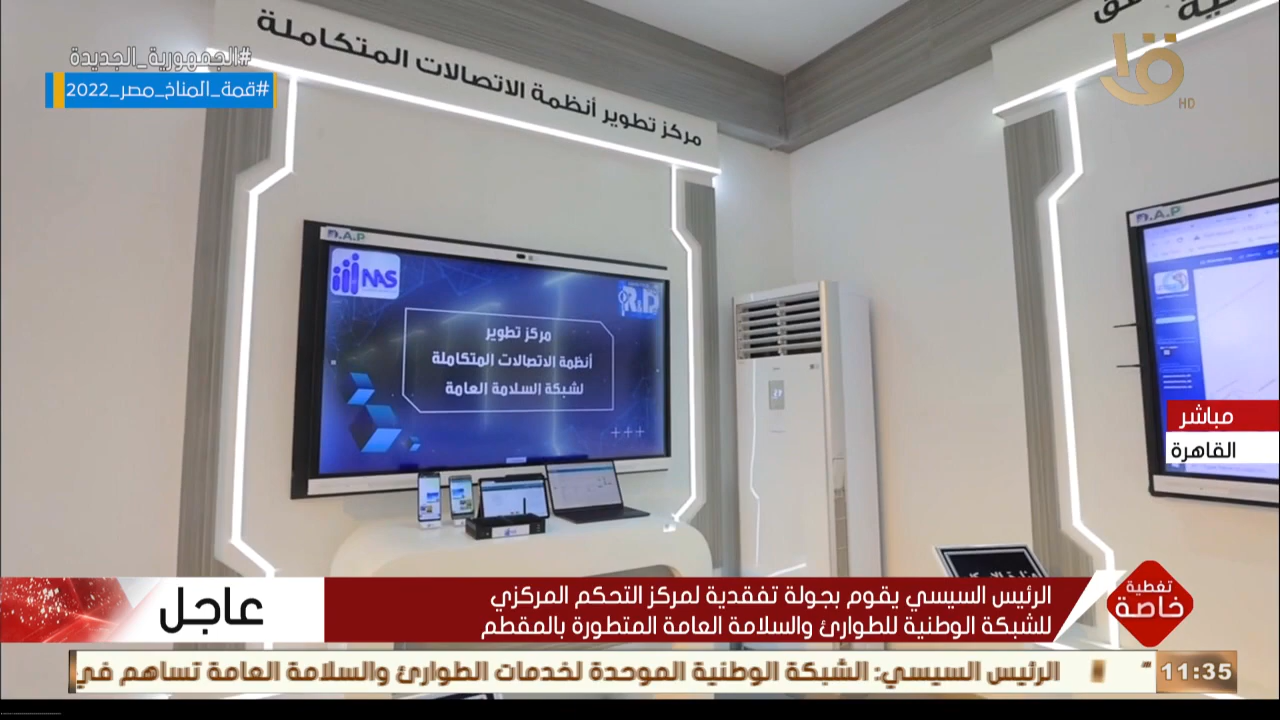 #الجمهورية_الجديدة
#قمة_المناخ_مصر_2022
مركز تطوير أنظمة الاتصالات المتكاملة
HD
D.A.P
NAS
R&D
مركز تطوير
أنظمة الاتصالات المتكاملة
لشبكة السلامة العامة
D.A.P
مباشر
القاهرة
تغطية
خاصة
عاجل
الرئيس السيسي يقوم بجولة تفقدية لمركز التحكم المركزي
للشبكة الوطنية للطوارئ والسلامة العامة المتطورة بالمقطم
الرئيس السيسي: الشبكة الوطنية الموحدة لخدمات الطوارئ والسلامة العامة تساهم في
11:35